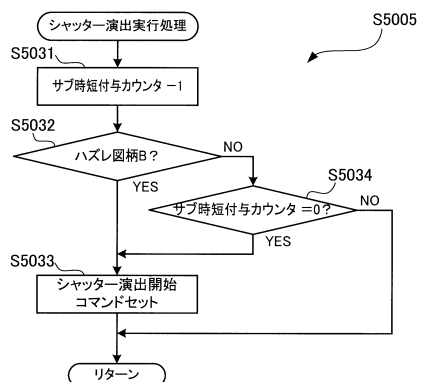 シャッター演出実行処理
S5005
S5031
サブ時短付与カウンタ －1
S5032
ハズレ図柄B？
NO
YES
S5034
サブ時短付与カウンタ ＝0？
NO
YES
S5033
シャッター演出開始
コマンドセット
リターン